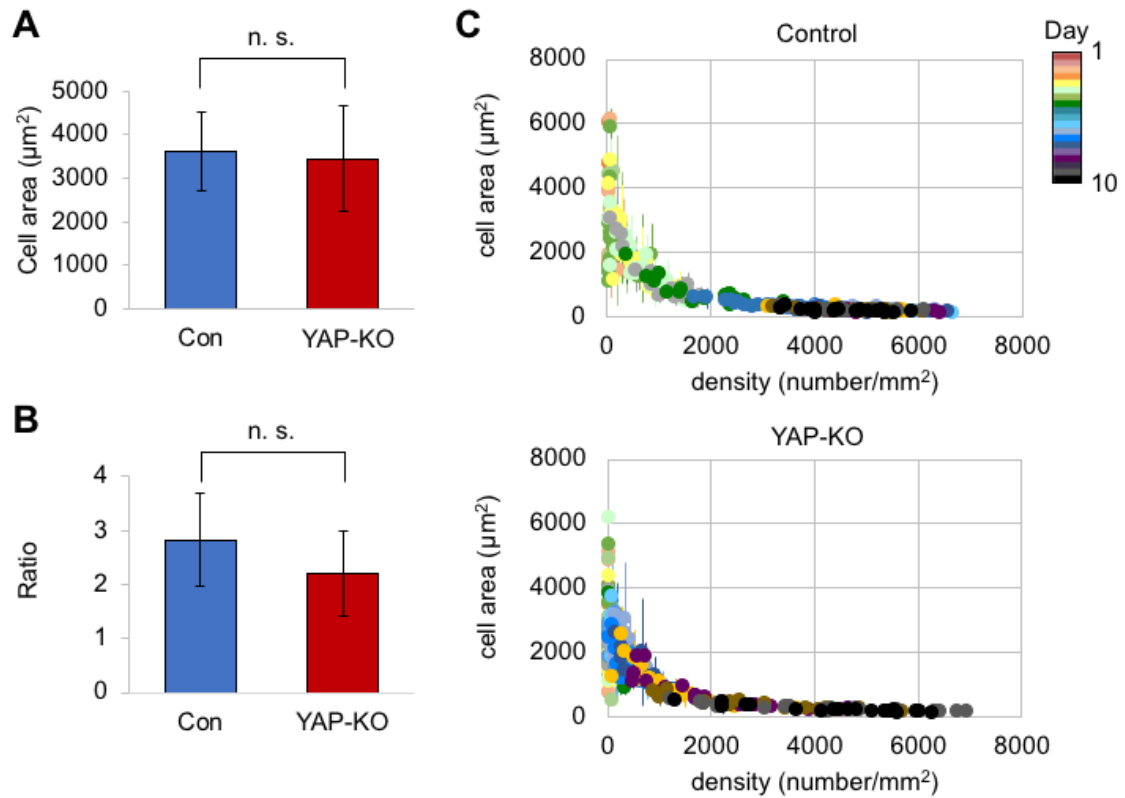 A
n. s.
Cell area (µm²)
5000
4000
3000
2000
1000
0
Con
YAP-KO
B
n. s.
Ratio
4
3
2
1
0
Con
YAP-KO
C
Control
Day
1
10
cell area (µm²)
8000
6000
4000
2000
0
0
2000
4000
6000
8000
density (number/mm²)
YAP-KO
cell area (µm²)
8000
6000
4000
2000
0
0
2000
4000
6000
8000
density (number/mm²)